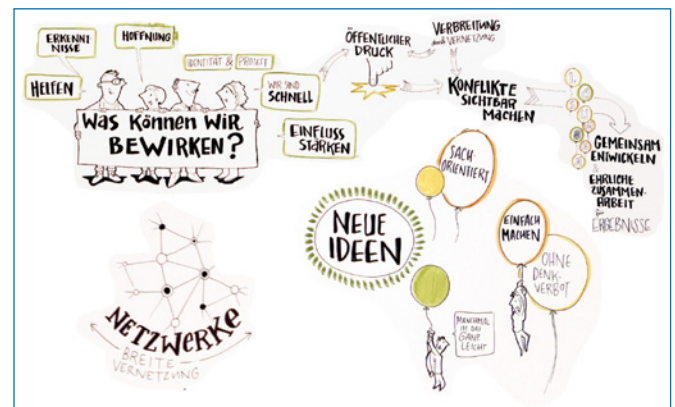 ERKENNT
NISSE
HOFFNUNG
HELFEN
IDENTITÄT & PROFILE
WIR SIND
SCHNELL
WAS KÖNNEN WIR
BEWIRKEN?
EINFLUSS
STÄRKEN
ÖFFENTLICHER
DRUCK
VERBREITUNG
durch VERNETZUNG
KONFLIKTE
SICHTBAR
MACHEN
GEMEINSAM
ENTWICKELN
&
EHRLICHE
ZUSAMMEN-
ARBEIT
für
ERGEBNISSE
NETZWERKE
BREITE
VERNETZUNG
NEUE
IDEEN
SACH-
ORIENTIERT
EINFACH
MACHEN
OHNE
DENK-
VERBOT
MANCHMAL
IST DAS
GANZ
LEICHT